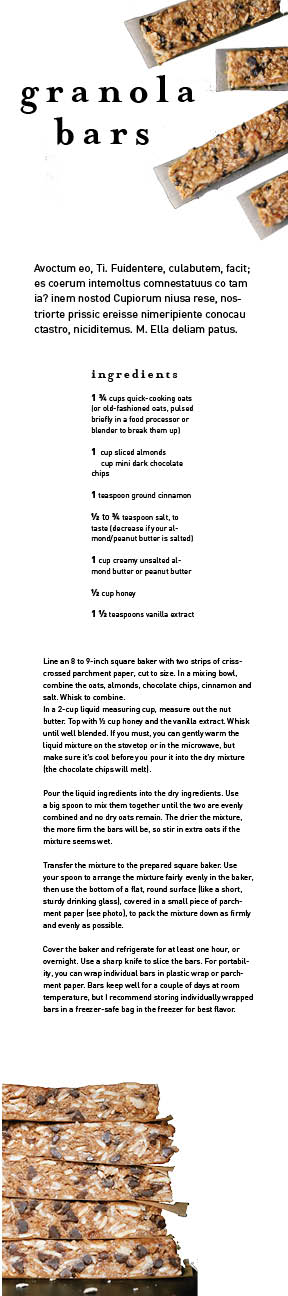 granola
bars
Avoctum eo, Ti. Fuidentere, culabutem, facit;
es coerum intemoltus comnestatuus co tam
ia? inem nostod Cupiorum niusa rese, nos-
triorte prissic ereisse nimeripiente conocau
ctastro, niciditemus. M. Ella deliam patus.
ingredients
1 ¾ cups quick-cooking oats
(or old-fashioned oats, pulsed
briefly in a food processor or
blender to break them up)
1 cup sliced almonds
cup mini dark chocolate
chips
1 teaspoon ground cinnamon
½ to ¾ teaspoon salt, to
taste (decrease if your al-
mond/peanut butter is salted)
1 cup creamy unsalted al-
mond butter or peanut butter
½ cup honey
1 ½ teaspoons vanilla extract
Line an 8 to 9-inch square baker with two strips of criss-
crossed parchment paper, cut to size. In a mixing bowl,
combine the oats, almonds, chocolate chips, cinnamon and
salt. Whisk to combine.
In a 2-cup liquid measuring cup, measure out the nut
butter. Top with ½ cup honey and the vanilla extract. Whisk
until well blended. If you must, you can gently warm the
liquid mixture on the stovetop or in the microwave, but
make sure it's cool before you pour it into the dry mixture
(the chocolate chips will melt).
Pour the liquid ingredients into the dry ingredients. Use
a big spoon to mix them together until the two are evenly
combined and no dry oats remain. The drier the mixture,
the more firm the bars will be, so stir in extra oats if the
mixture seems wet.
Transfer the mixture to the prepared square baker. Use
your spoon to arrange the mixture fairly evenly in the baker,
then use the bottom of a flat, round surface (like a short,
sturdy drinking glass), covered in a small piece of parch-
ment paper (see photo), to pack the mixture down as firmly
and evenly as possible.
Cover the baker and refrigerate for at least one hour, or
overnight. Use a sharp knife to slice the bars. For portabil-
ity, you can wrap individual bars in plastic wrap or parch-
ment paper. Bars keep well for a couple of days at room
temperature, but I recommend storing individually wrapped
bars in a freezer-safe bag in the freezer for best flavor.